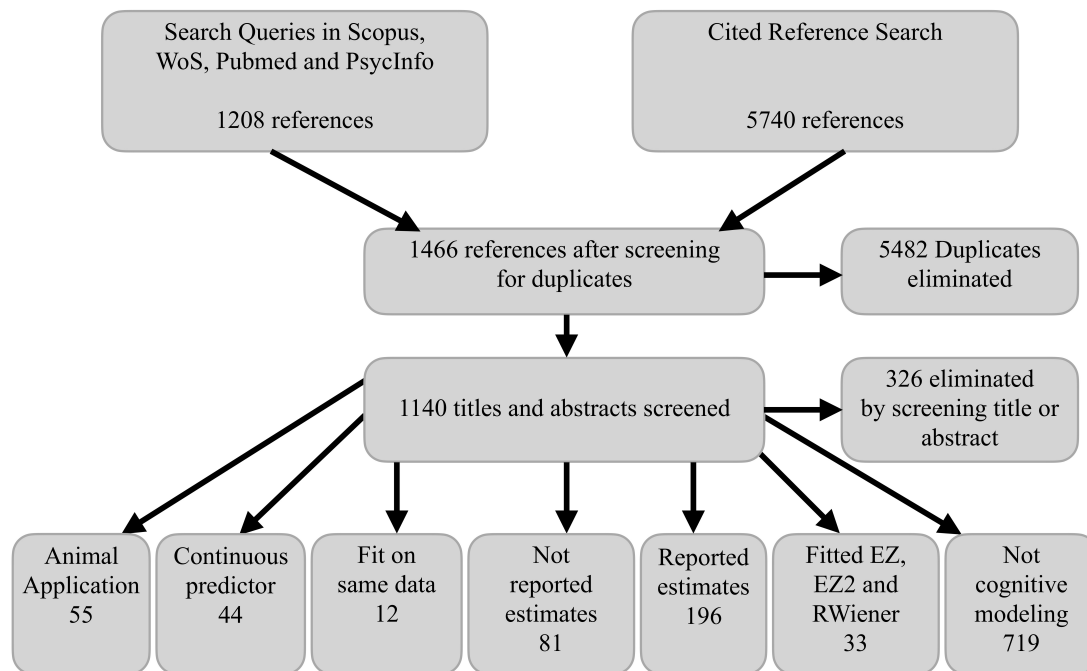 Search Queries in Scopus,
WoS, Pubmed and PsycInfo
1208 references
Cited Reference Search
5740 references
1466 references after screening
for duplicates
5482 Duplicates
eliminated
1140 titles and abstracts screened
326 eliminated
by screening title or
abstract
Animal
Application
55
Continuous
predictor
44
Fit on
same data
12
Not
reported
estimates
81
Reported
estimates
196
Fitted EZ,
EZ2 and
RWiener
33
Not
cognitive
modeling
719